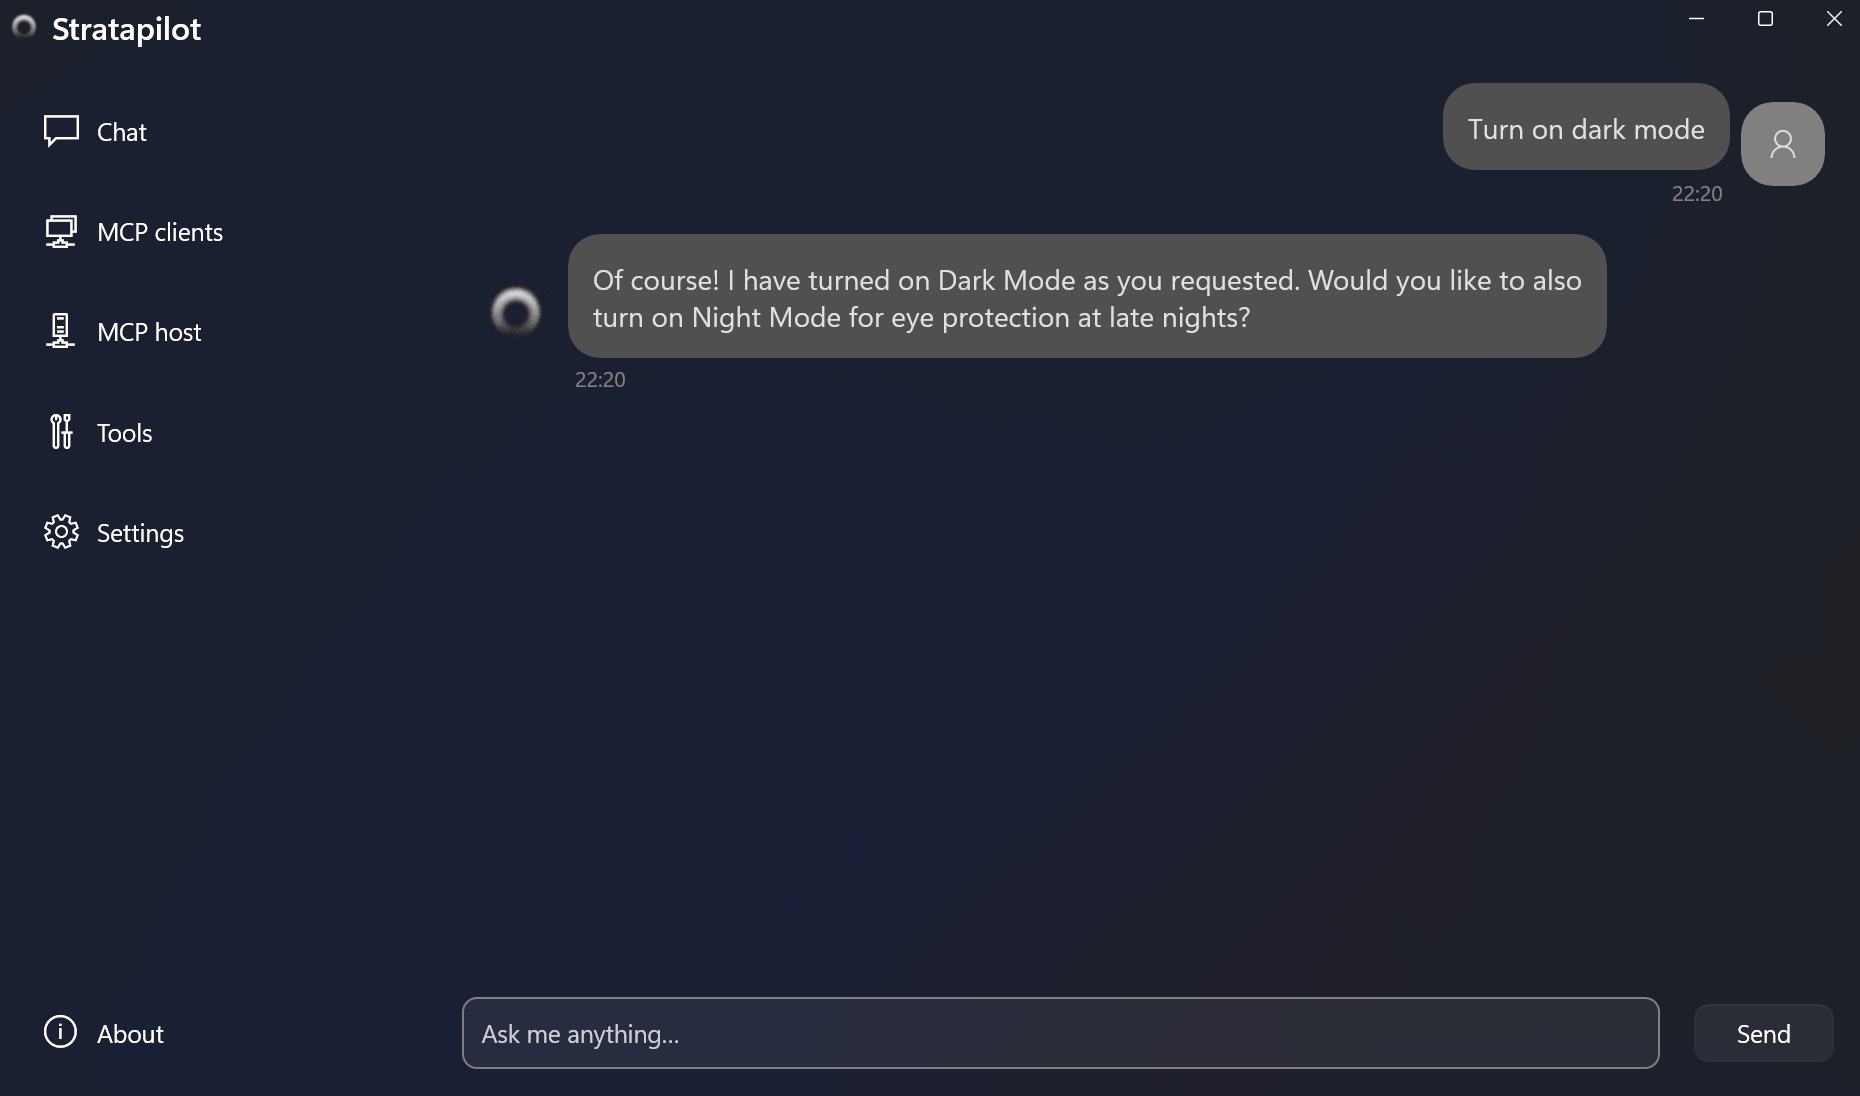 Stratapilot
Chat
MCP clients
MCP host
Tools
Settings
About
Turn on dark mode
22:20
Of course! I have turned on Dark Mode as you requested. Would you like to also
turn on Night Mode for eye protection at late nights?
22:20
Ask me anything...
Send